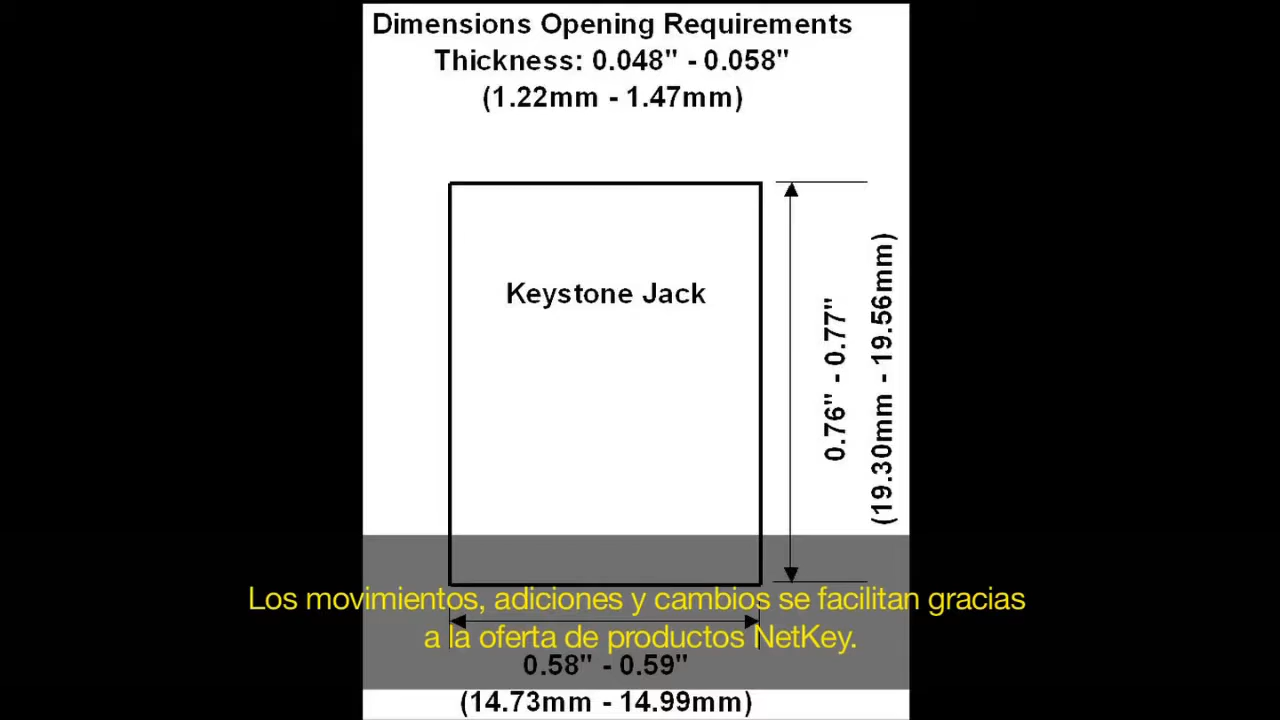 Dimensions Opening Requirements
Thickness: 0.048" - 0.058"
(1.22mm - 1.47mm)
Keystone Jack
0.76" - 0.77"
(19.30mm - 19.56mm)
Los movimientos, adiciones y cambios se facilitan gracias
a la oferta de productos NetKey.
0.58" - 0.59"
(14.73mm - 14.99mm)